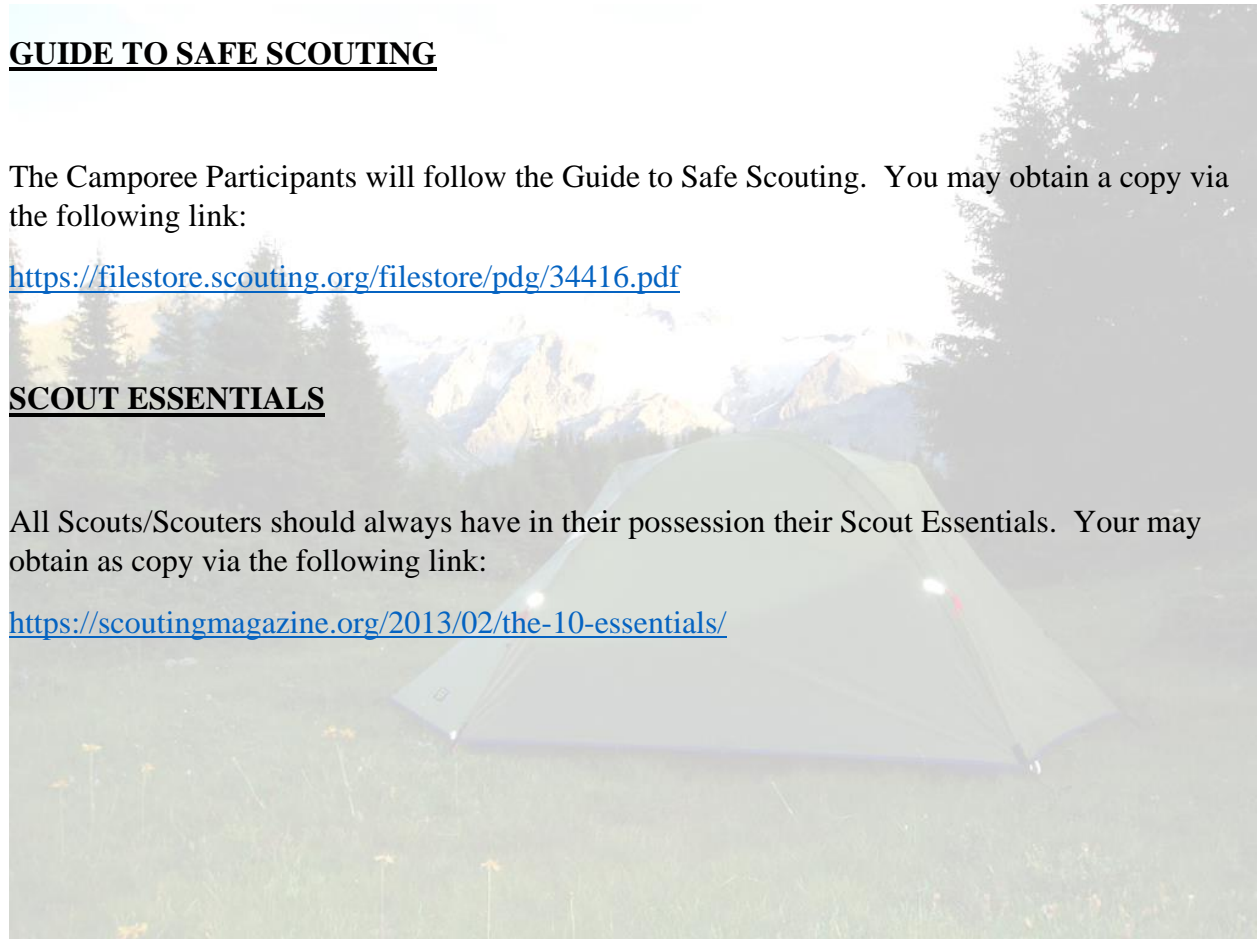 GUIDE TO SAFE SCOUTING
The Camporee Participants will follow the Guide to Safe Scouting.  You may obtain a copy via
the following link:
https://filestore.scouting.org/filestore/pdg/34416.pdf
SCOUT ESSENTIALS
All Scouts/Scouters should always have in their possession their Scout Essentials.  Your may
obtain as copy via the following link:
https://scoutingmagazine.org/2013/02/the-10-essentials/